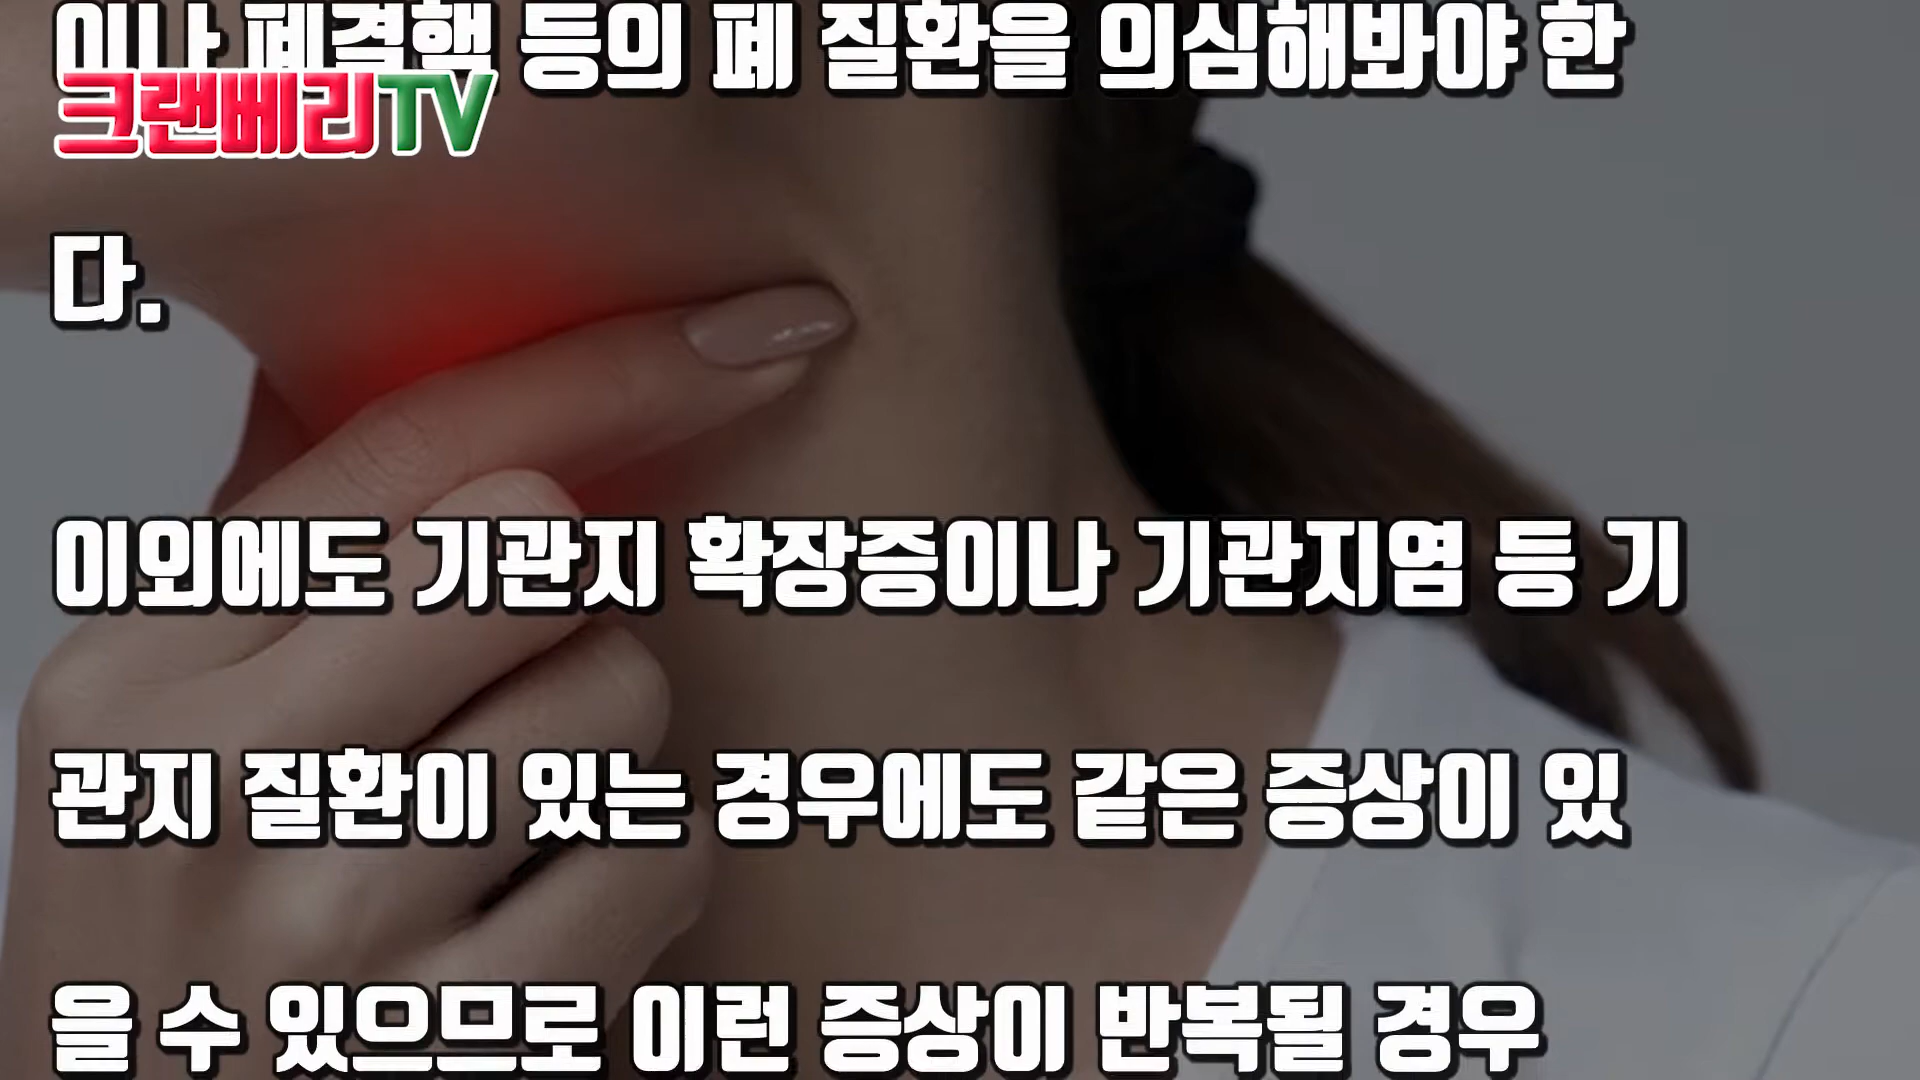 이나 폐결핵 등의 폐 질환을 의심해봐야 한
크랜베리TV
다.
이외에도 기관지 확장증이나 기관지염 등 기
관지 질환이 있는 경우에도 같은 증상이 있
을 수 있으므로 이런 증상이 반복될 경우